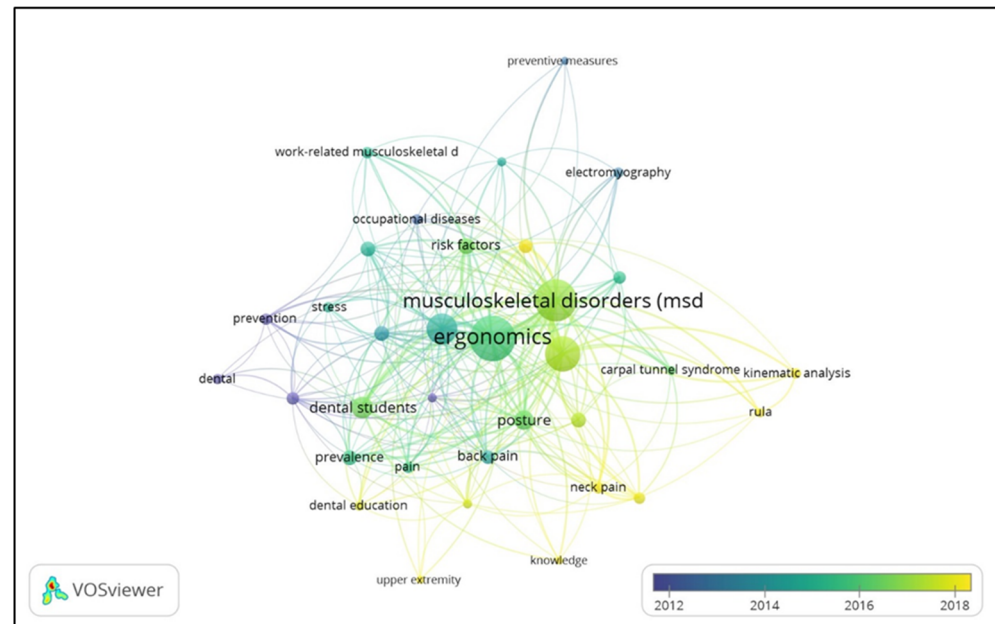 preventive measures
work-related musculoskeletal d
electromyography
occupational diseases
risk factors
musculoskeletal disorders (msd
stress
prevention
ergonomics
carpal tunnel syndrome
kinematic analysis
dental
dental students
rula
posture
prevalence
back pain
pain
neck pain
dental education
knowledge
upper extremity
VOSviewer
2012 2014 2016 2018